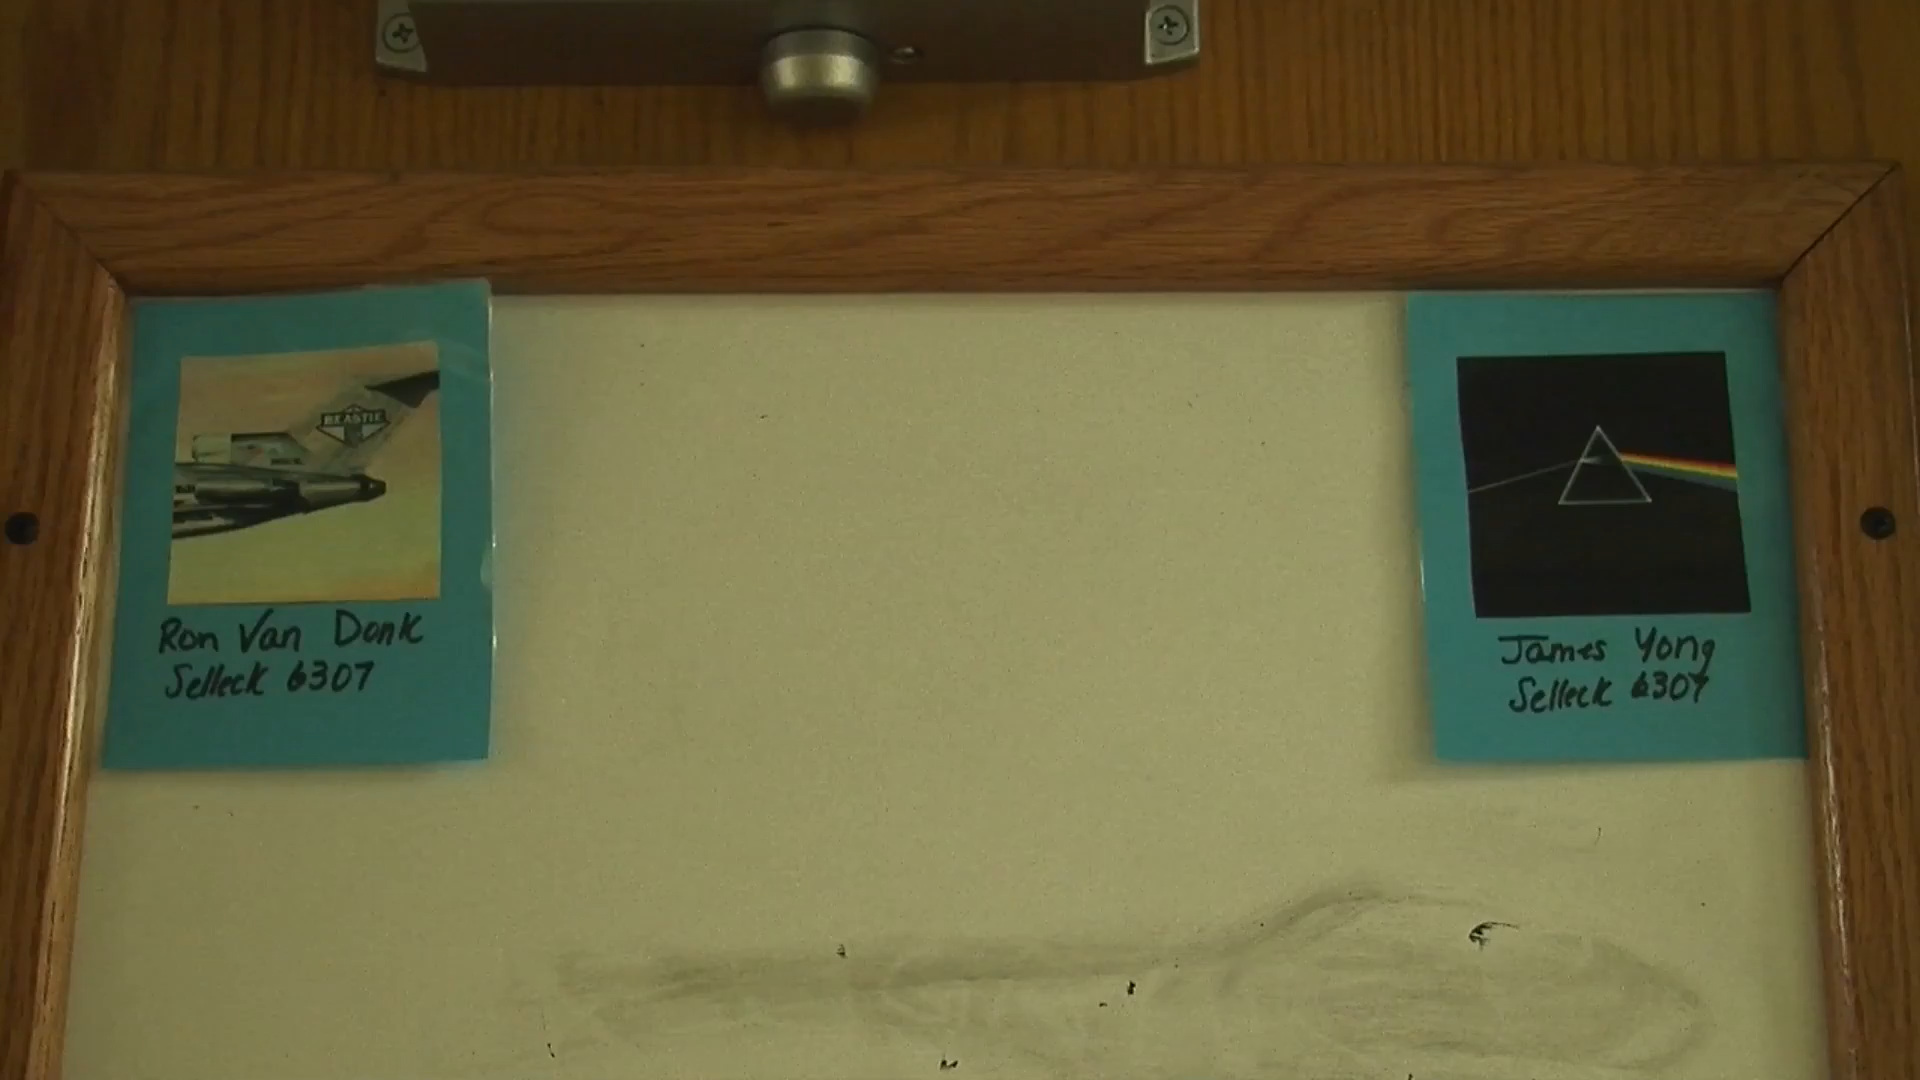 BEASTIE
Ron Van Donk
Selleck 6307
James Yong
Selleck 6307